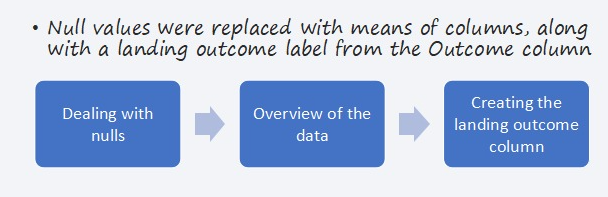 • Null values were replaced with means of columns, along
with a landing outcome label from the Outcome column
Dealing with
nulls
Overview of the
data
Creating the
landing outcome
column